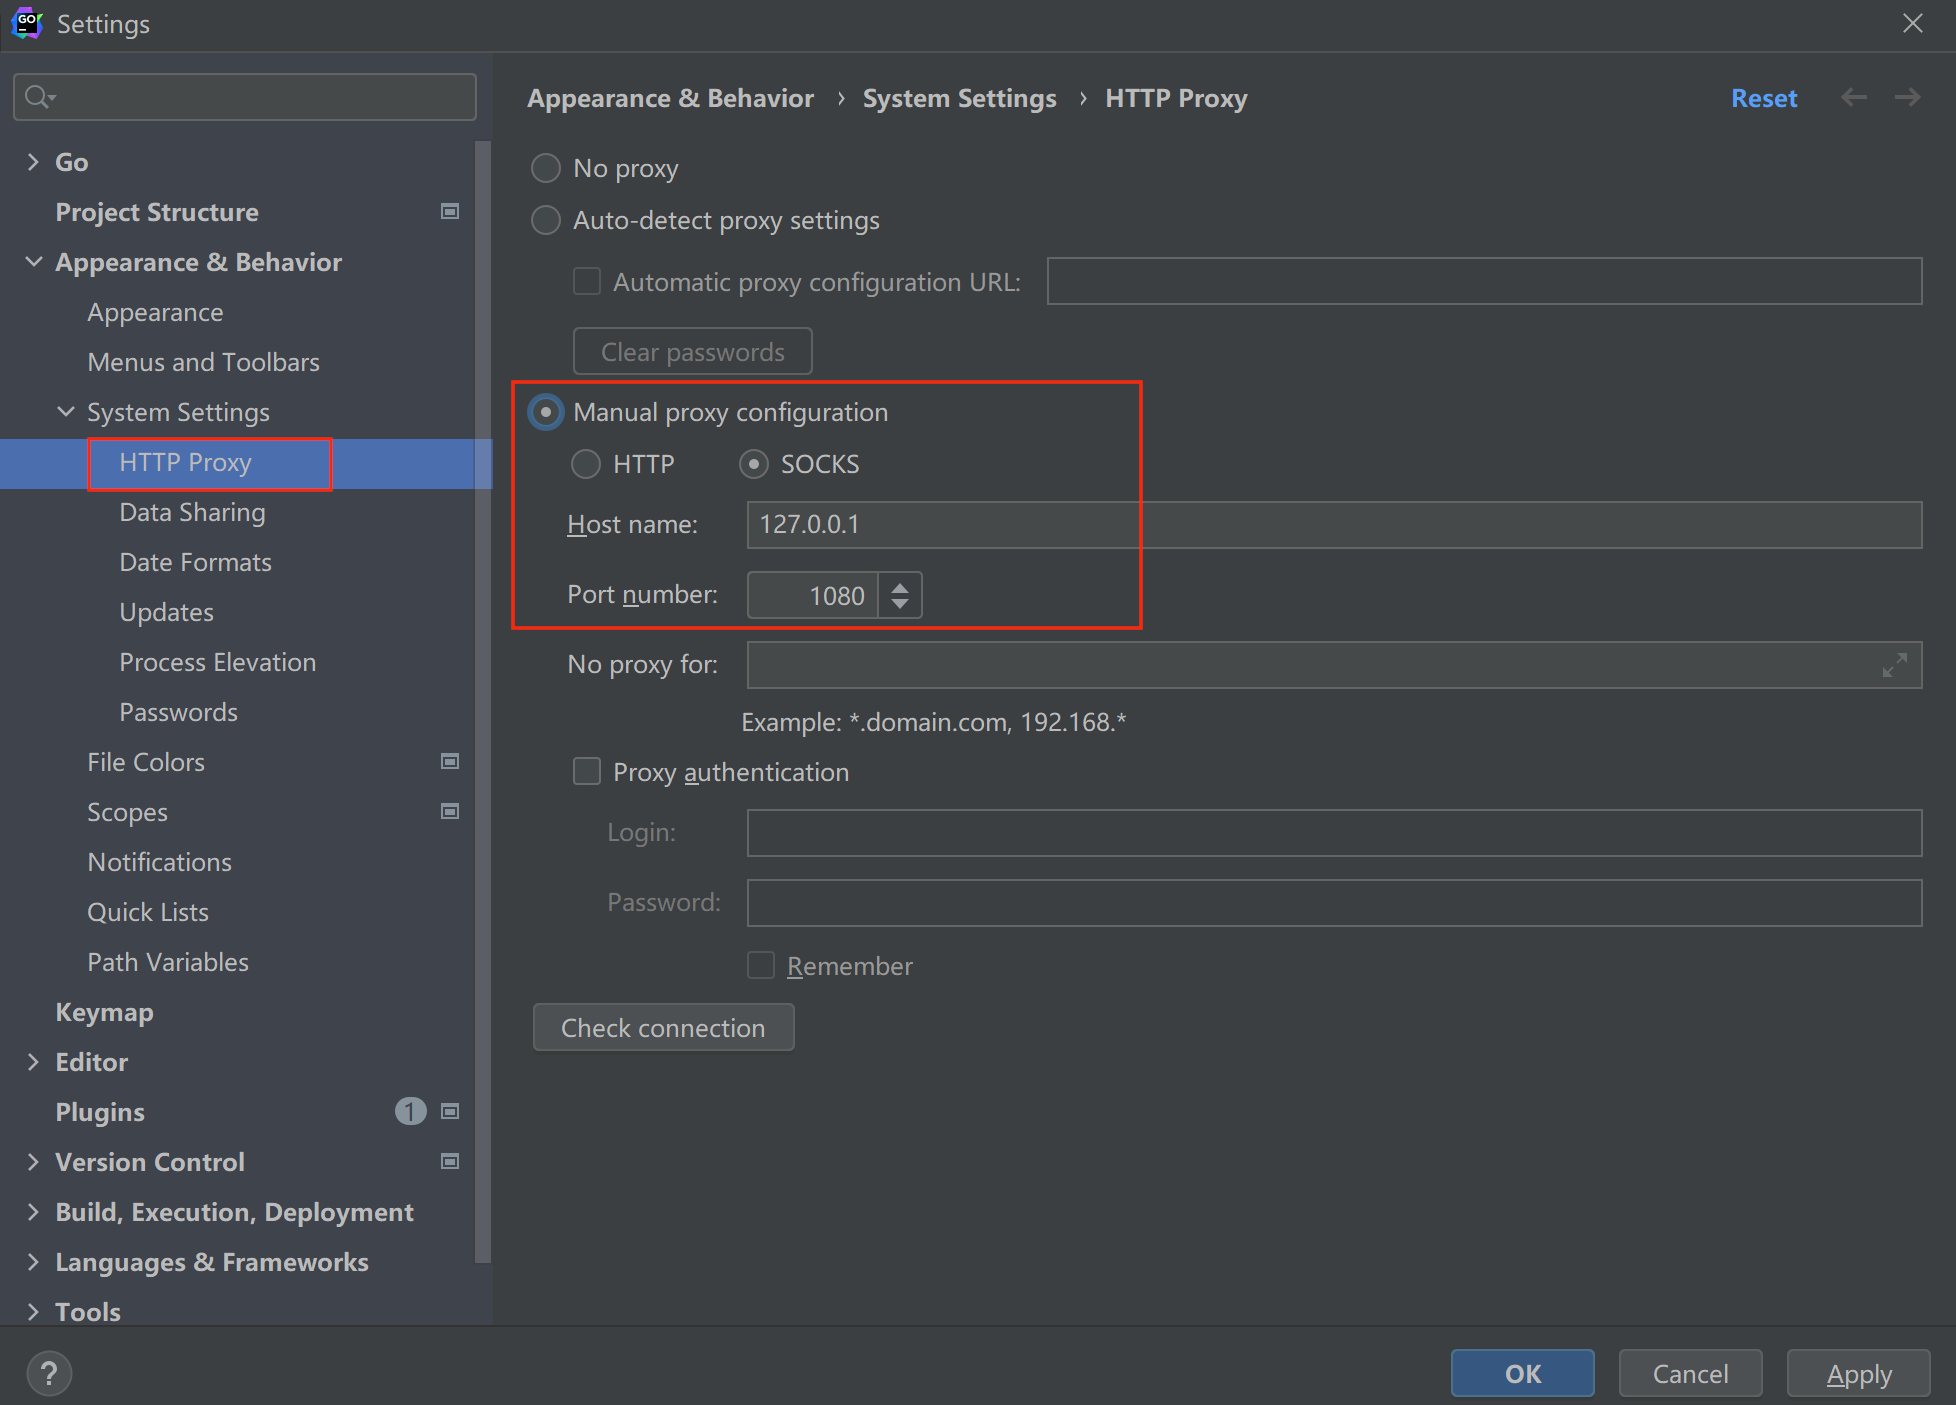 GO
Settings
Go
Project Structure
Appearance & Behavior
Appearance
Menus and Toolbars
System Settings
HTTP Proxy
Data Sharing
Date Formats
Updates
Process Elevation
Passwords
File Colors
Scopes
Notifications
Quick Lists
Path Variables
Keymap
Editor
Plugins 1
Version Control
Build, Execution, Deployment
Languages & Frameworks
Tools
Appearance & Behavior › System Settings › HTTP Proxy Reset
No proxy
Auto-detect proxy settings
Automatic proxy configuration URL:
Clear passwords
Manual proxy configuration
HTTP SOCKS
Host name: 127.0.0.1
Port number: 1080
No proxy for:
Example: *.domain.com, 192.168.*
Proxy authentication
Login:
Password:
Remember
Check connection
? OK Cancel Apply